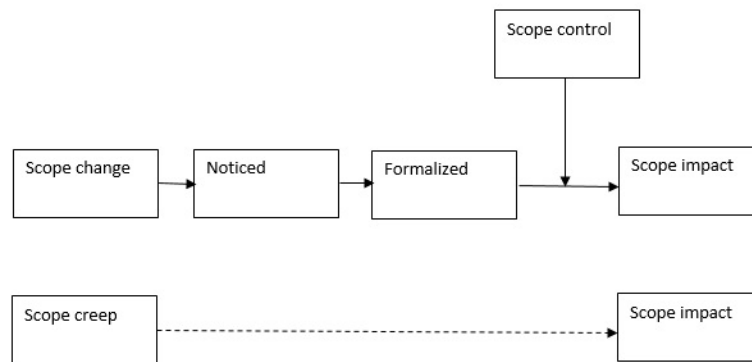 Scope control
Scope change
Noticed
Formalized
Scope impact
Scope creep
Scope impact